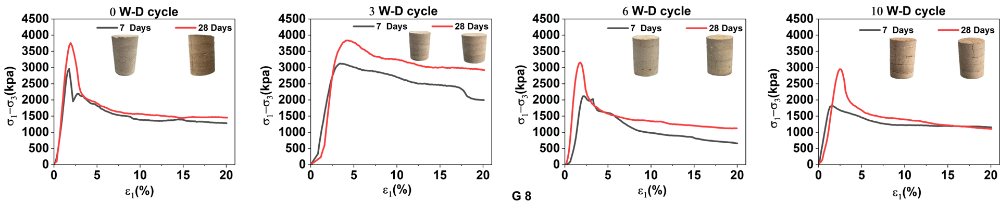 0 W-D cycle
4500
4000
3500
3000
2500
2000
1500
1000
500
0
σ1–σ3(kpa)
7 Days
28 Days
0 5 10 15 20
ε1(%)
3 W-D cycle
4500
4000
3500
3000
2500
2000
1500
1000
500
0
σ1–σ3(kpa)
7 Days
28 Days
0 5 10 15 20
ε1(%)
6 W-D cycle
4500
4000
3500
3000
2500
2000
1500
1000
500
0
σ1–σ3(kpa)
7 Days
28 Days
0 5 10 15 20
ε1(%)
10 W-D cycle
4500
4000
3500
3000
2500
2000
1500
1000
500
0
σ1–σ3(kpa)
7 Days
28 Days
0 5 10 15 20
ε1(%)
G 8